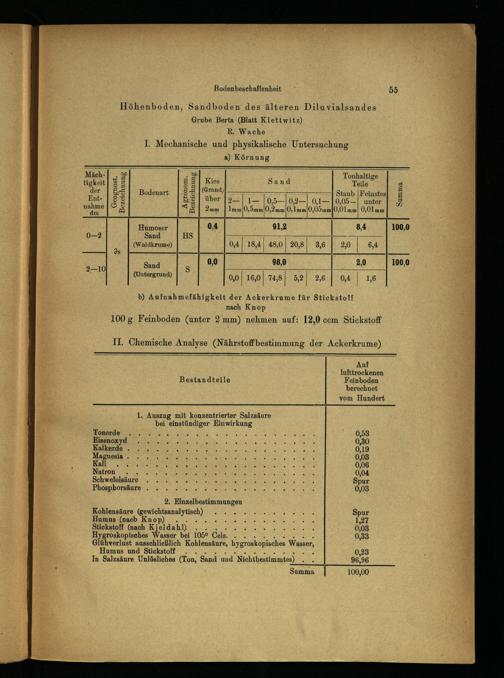 Bodenbeschaffenheit 55
Höhenboden, Sandboden des älteren Diluvialsandes
Grube Berta (Blatt Klettwitz)
R. Wache
I. Mechanische und physikalische Untersuchung
a) Körnung
Mächtigkeit der Entnahme dm | Geognost. Bezeichnung | Bodenart | Agronom. Bezeichnung | Kies (Grant) über 2mm | Sand | Tonhaltige Teile | Summa
2—1mm | 1—0,5mm | 0,5—0,2mm | 0,2—0,1mm | 0,1—0,05mm | Staub 0,05—0,01mm | Feinstes unter 0,01mm
0—2 | Humoser Sand (Waldkrume) | HS | 0,4 | 91,2 | 8,4 | 100,0
0,4 | 18,4 | 48,0 | 20,8 | 3,6 | 2,0 | 6,4
∂s
2—10 | Sand (Untergrund) | S | 0,0 | 98,0 | 2,0 | 100,0
0,0 | 16,0 | 74,8 | 5,2 | 2,6 | 0,4 | 1,6
b) Aufnahmefähigkeit der Ackerkrume für Stickstoff
nach Knop
100 g Feinboden (unter 2 mm) nehmen auf: 12,0 ccm Stickstoff
II. Chemische Analyse (Nährstoffbestimmung der Ackerkrume)
Bestandteile | Auf lufttrockenen Feinboden berechnet vom Hundert
1. Auszug mit konzentrierter Salzsäure
bei einstündiger Einwirkung
Tonerde . . . 0,53
Eisenoxyd . . . 0,30
Kalkerde . . . 0,19
Magnesia . . . 0,03
Kali . . . 0,06
Natron . . . 0,04
Schwefelsäure . . . Spur
Phosphorsäure . . . 0,03
2. Einzelbestimmungen
Kohlensäure (gewichtsanalytisch) . . . Spur
Humus (nach Knop) . . . 1,27
Stickstoff (nach Kjeldahl) . . . 0,03
Hygroskopisches Wasser bei 105° Cels. . . . 0,33
Glühverlust ausschließlich Kohlensäure, hygroskopisches Wasser,
Humus und Stickstoff . . . 0,23
In Salzsäure Unlösliches (Ton, Sand und Nichtbestimmtes) . . 96,96
Summa 100,00